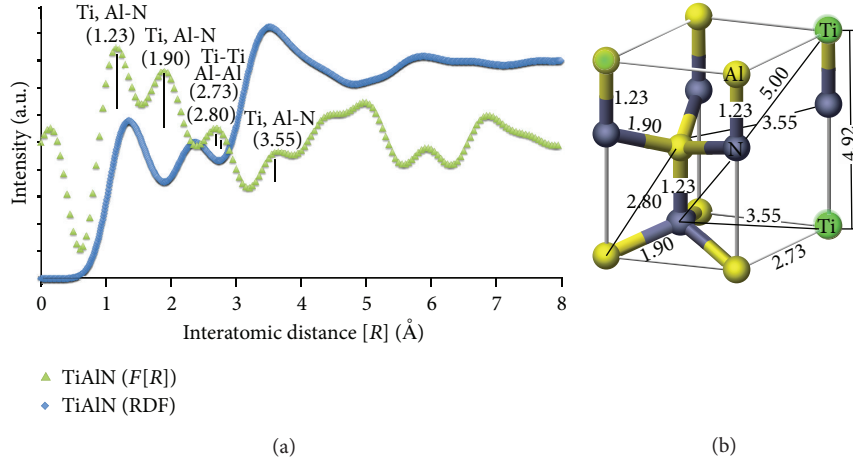 Ti, Al-N
(1.23)
Ti, Al-N
(1.90)
Ti-Ti
Al-Al
(2.73)
(2.80)
Ti, Al-N
(3.55)
Intensity (a.u.)
0 1 2 3 4 5 6 7 8
Interatomic distance [R] (Å)
TiAlN (F[R])
TiAlN (RDF)
(a)
Ti
Al
1.23
1.23
5.00
1.90
3.55
N
4.92
1.23
2.80
3.55
Ti
1.90
2.73
(b)